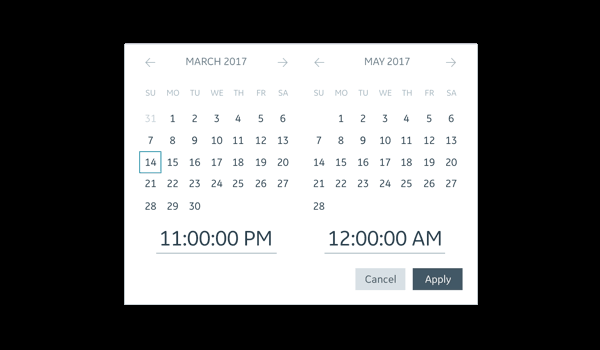 MARCH 2017 MAY 2017
SU MO TU WE TH FR SA SU MO TU WE TH FR SA
31 1 2 3 4 5 6 1 2 3 4 5 6
7 8 9 10 11 12 13 7 8 9 10 11 12 13
14 15 16 17 18 19 20 14 15 16 17 18 19 20
21 22 23 24 25 26 27 21 22 23 24 25 26 27
28 29 30 28
11:00:00 PM 12:00:00 AM
Cancel Apply